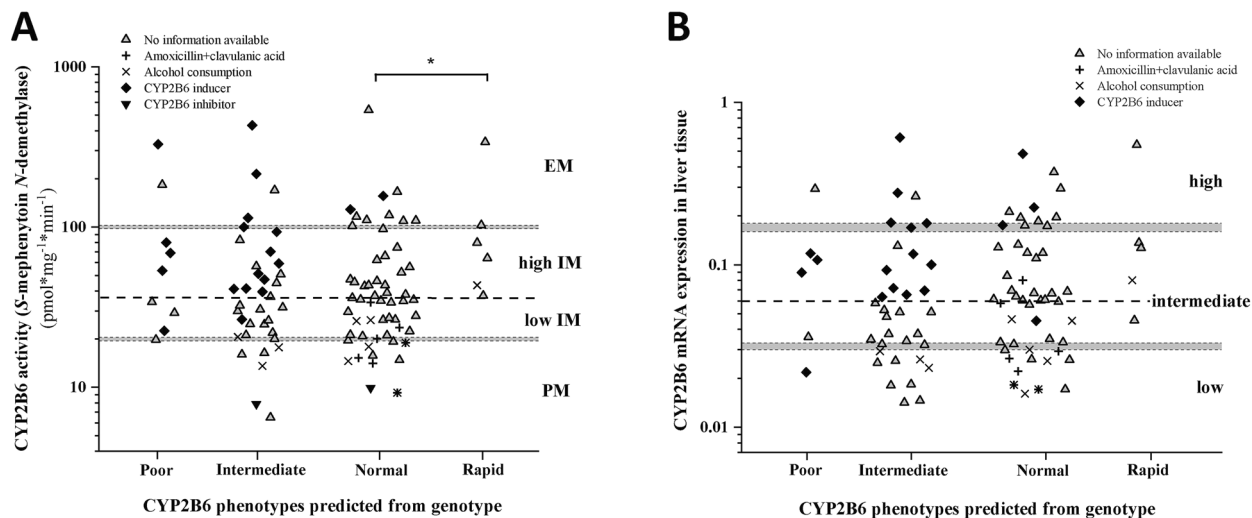 A
No information available
Amoxicillin+clavulanic acid
Alcohol consumption
CYP2B6 inducer
CYP2B6 inhibitor
*
CYP2B6 activity (S-mephenytoin N-demethylase)
(pmol*mg⁻¹*min⁻¹)
1000
100
10
EM
high IM
low IM
PM
Poor Intermediate Normal Rapid
CYP2B6 phenotypes predicted from genotype
B
No information available
Amoxicillin+clavulanic acid
Alcohol consumption
CYP2B6 inducer
CYP2B6 mRNA expression in liver tissue
1
0.1
0.01
high
intermediate
low
Poor Intermediate Normal Rapid
CYP2B6 phenotypes predicted from genotype